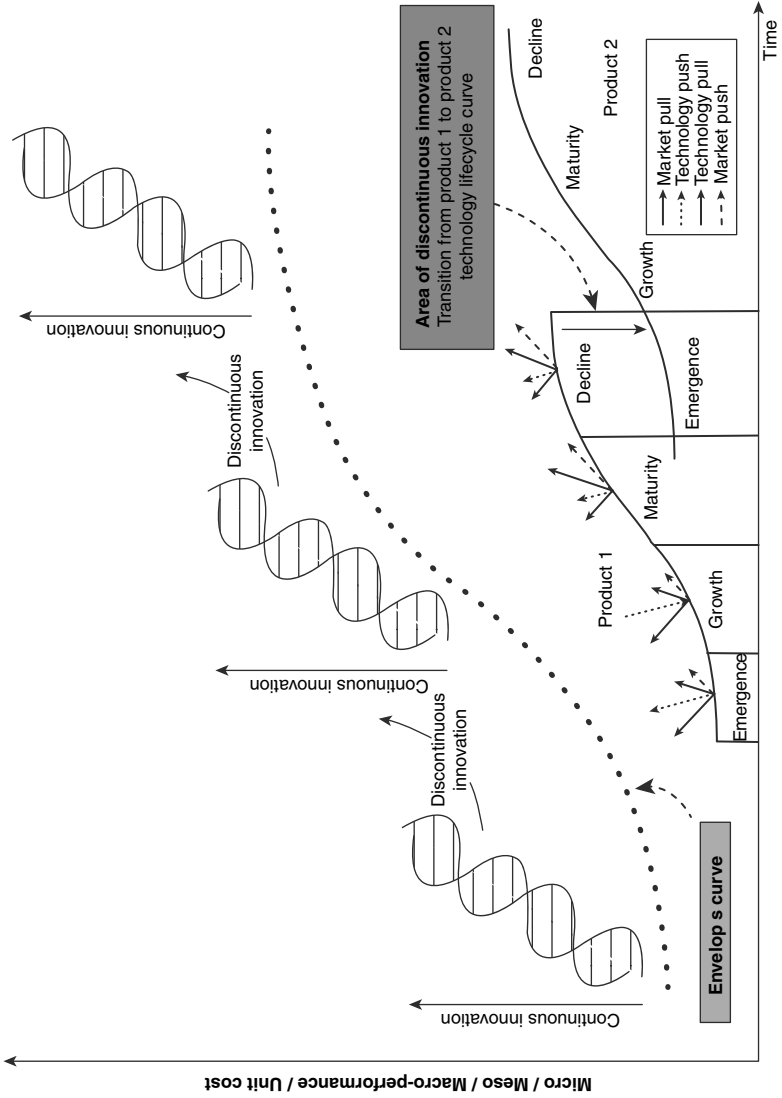 Micro / Meso / Macro-performance / Unit cost
Continuous innovation
Discontinuous
innovation
Continuous innovation
Discontinuous
innovation
Continuous innovation
Envelop s curve
Area of discontinuous innovation
Transition from product 1 to product 2
technology lifecycle curve
Product 1
Emergence
Growth
Maturity
Decline
Emergence
Growth
Maturity
Decline
Product 2
Market pull
Technology push
Technology pull
Market push
Time